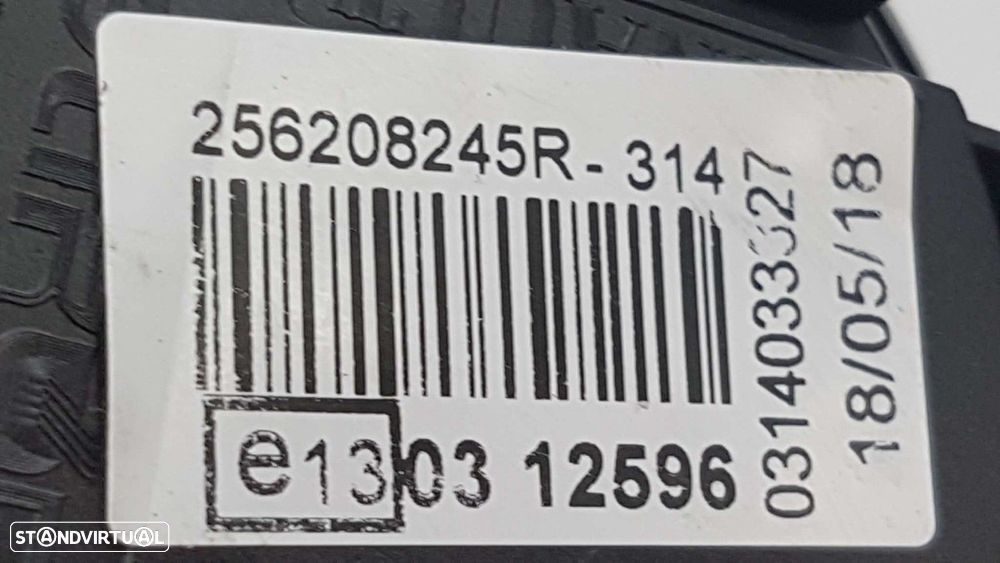 256208245R - 314
e13 03 12596
18/05/18
STANDVIRTUAL